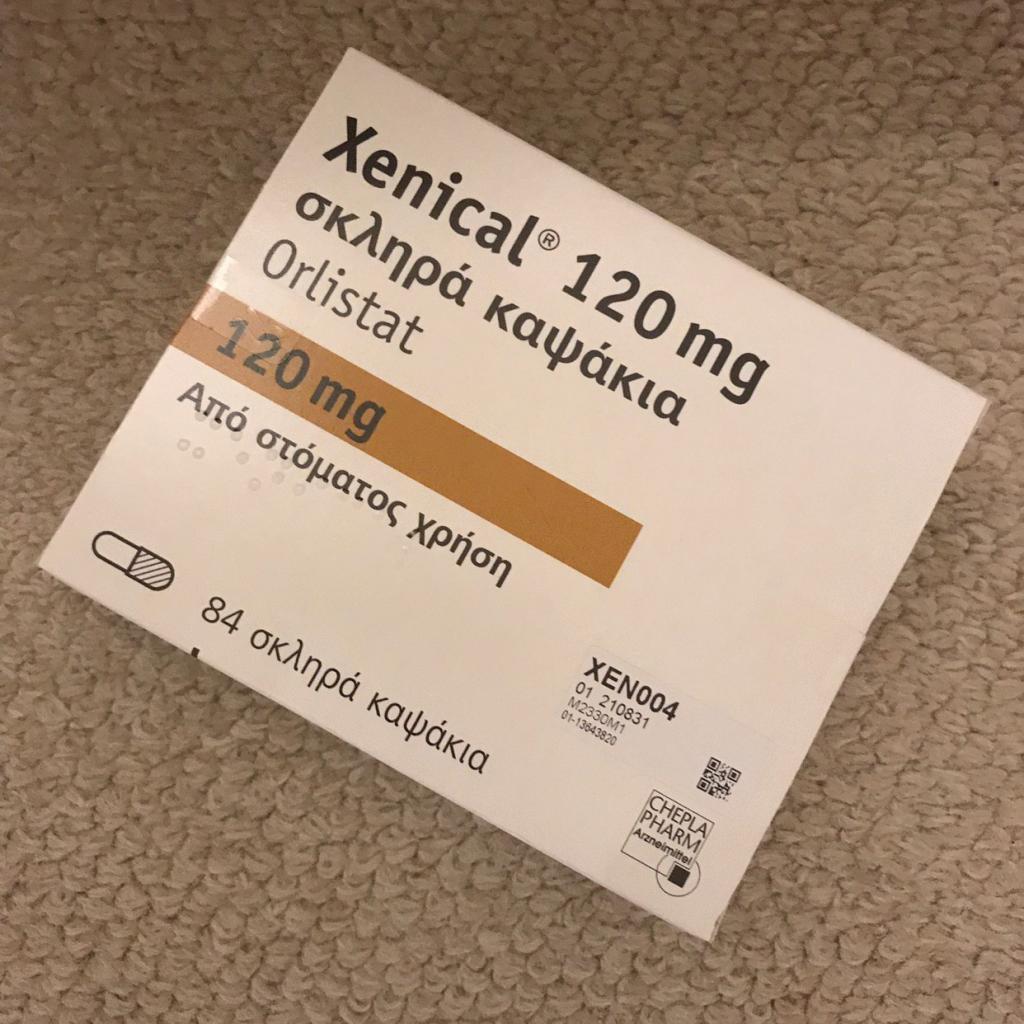 Xenical® 120 mg
σκληρά καψάκια
Orlistat
120 mg
Από στόματος χρήση
84 σκληρά καψάκια
XEN004
01 210831
M2330M1
01-13643820
CHEPLA
PHARM
Arzneimittel